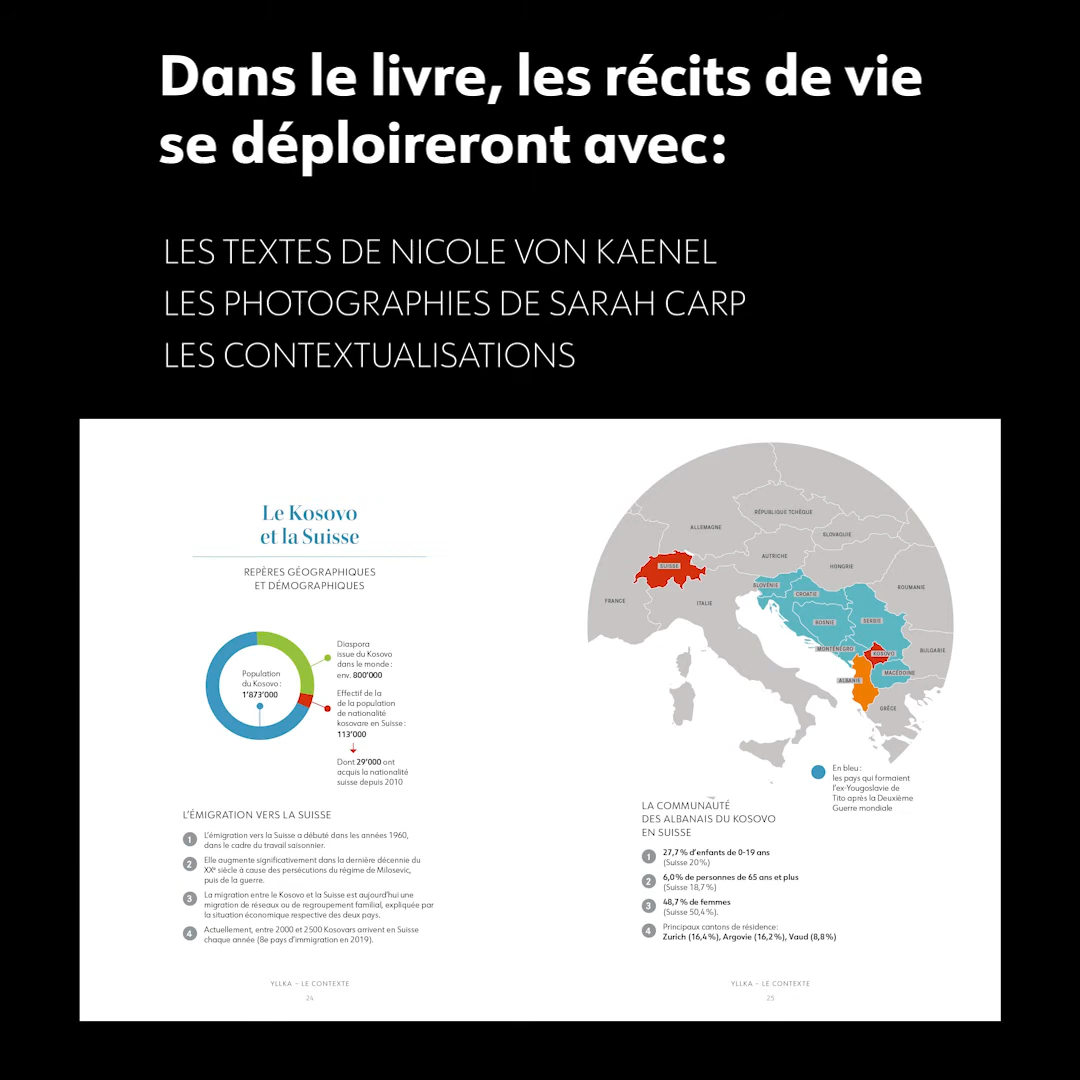 Dans le livre, les récits de vie
se déploireront avec:
LES TEXTES DE NICOLE VON KAENEL
LES PHOTOGRAPHIES DE SARAH CARP
LES CONTEXTUALISATIONS
Le Kosovo
et la Suisse
REPÈRES GÉOGRAPHIQUES
ET DÉMOGRAPHIQUES
Population
du Kosovo :
1'873'000
Diaspora
issue du Kosovo
dans le monde :
env. 800'000
Effectif de la
de la population
de nationalité
kosovare en Suisse :
113'000
Dont 29'000 ont
acquis la nationalité
suisse depuis 2010
L'ÉMIGRATION VERS LA SUISSE
1 L'émigration vers la Suisse a débuté dans les années 1960,
dans le cadre du travail saisonnier.
2 Elle augmente significativement dans la dernière décennie du
XXe siècle à cause des persécutions du régime de Milosevic,
puis de la guerre.
3 La migration entre le Kosovo et la Suisse est aujourd'hui une
migration de réseaux ou de regroupement familial, expliquée par
la situation économique respective des deux pays.
4 Actuellement, entre 2000 et 2500 Kosovars arrivent en Suisse
chaque année (8e pays d'immigration en 2019).
YLLKA – LE CONTEXTE
24
RÉPUBLIQUE TCHÈQUE
ALLEMAGNE
SLOVAQUIE
AUTRICHE
HONGRIE
SUISSE
SLOVÉNIE
CROATIE
ROUMANIE
FRANCE
ITALIE
BOSNIE
SERBIE
MONTÉNÉGRO
KOSOVO
BULGARIE
MACÉDOINE
ALBANIE
GRÈCE
En bleu :
les pays qui formaient
l'ex-Yougoslavie de
Tito après la Deuxième
Guerre mondiale
LA COMMUNAUTÉ
DES ALBANAIS DU KOSOVO
EN SUISSE
1 27,7 % d'enfants de 0-19 ans
(Suisse 20 %)
2 6,0 % de personnes de 65 ans et plus
(Suisse 18,7 %)
3 48,7 % de femmes
(Suisse 50,4 %).
4 Principaux cantons de résidence:
Zurich (16,4 %), Argovie (16,2 %), Vaud (8,8 %)
YLLKA – LE CONTEXTE
25